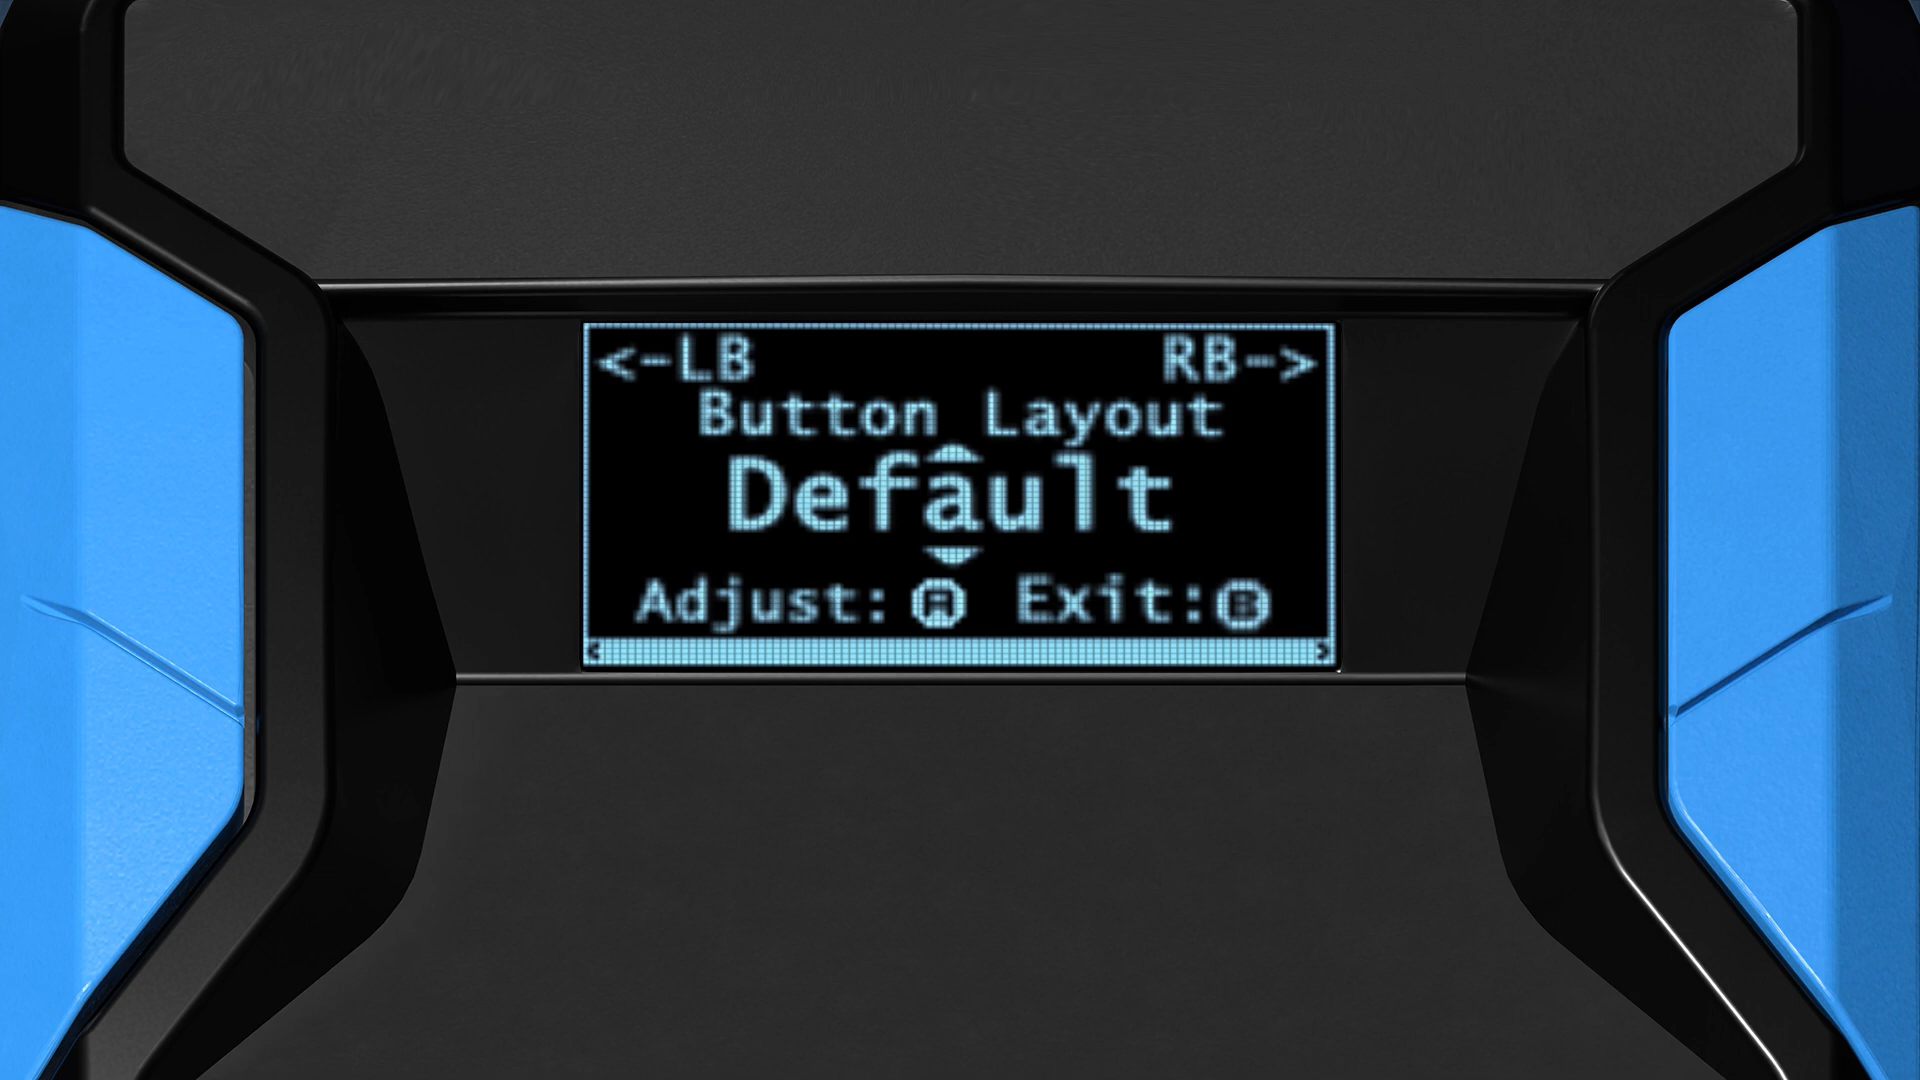 <-LB RB->
Button Layout
Default
Adjust: A Exit: B
< >